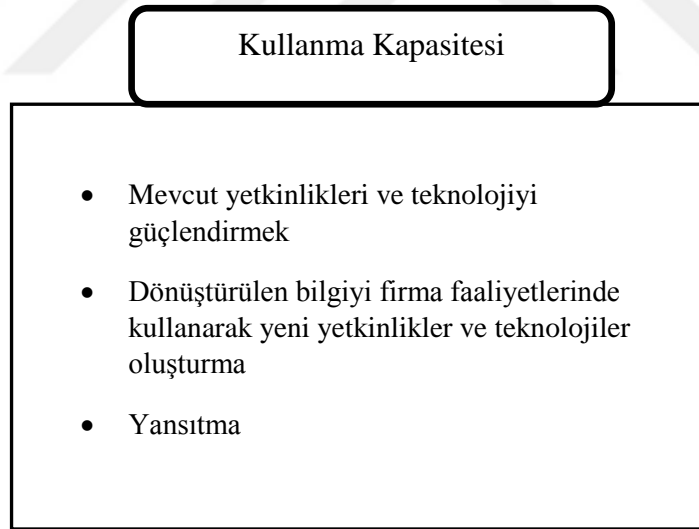 Kullanma Kapasitesi
• Mevcut yetkinlikleri ve teknolojiyi
güçlendirmek
• Dönüştürülen bilgiyi firma faaliyetlerinde
kullanarak yeni yetkinlikler ve teknolojiler
oluşturma
• Yansıtma